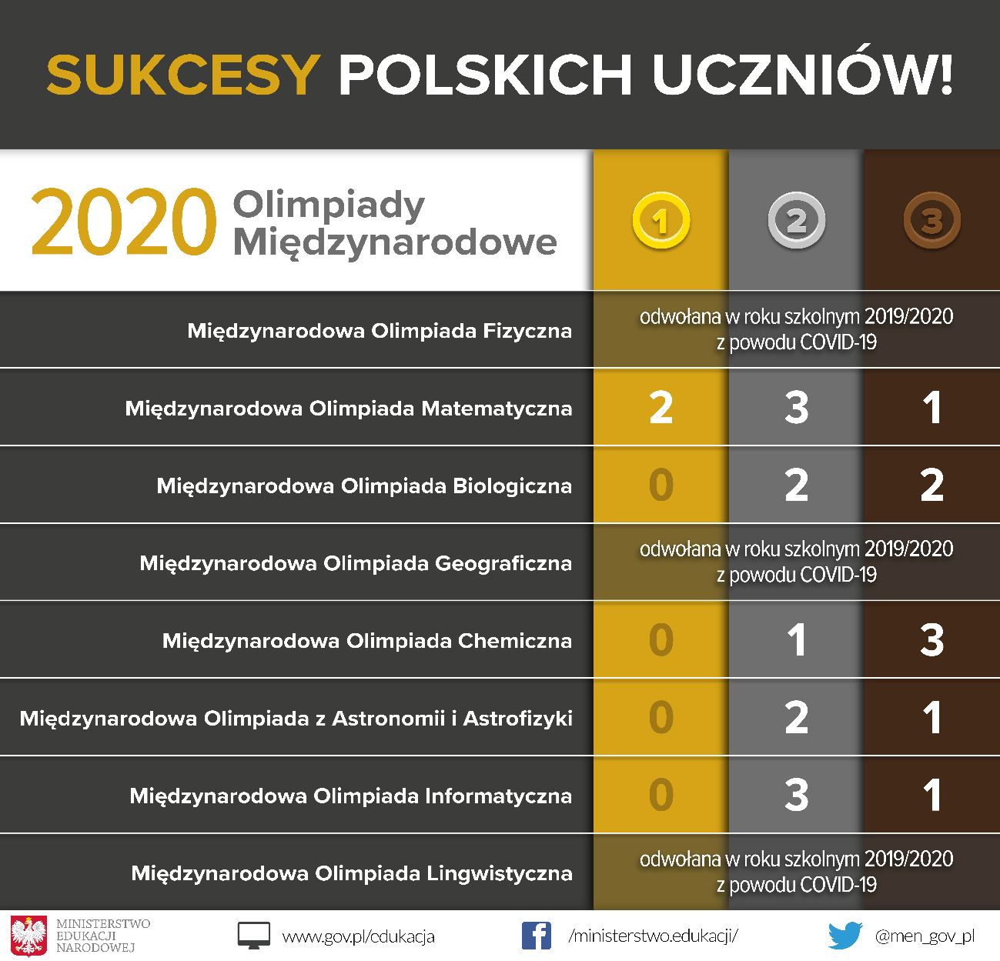 SUKCESY POLSKICH UCZNIÓW!
2020 Olimpiady
Międzynarodowe
1 2 3
Międzynarodowa Olimpiada Fizyczna
odwołana w roku szkolnym 2019/2020
z powodu COVID-19
Międzynarodowa Olimpiada Matematyczna 2 3 1
Międzynarodowa Olimpiada Biologiczna 0 2 2
Międzynarodowa Olimpiada Geograficzna
odwołana w roku szkolnym 2019/2020
z powodu COVID-19
Międzynarodowa Olimpiada Chemiczna 0 1 3
Międzynarodowa Olimpiada z Astronomii i Astrofizyki 0 2 1
Międzynarodowa Olimpiada Informatyczna 0 3 1
Międzynarodowa Olimpiada Lingwistyczna
odwołana w roku szkolnym 2019/2020
z powodu COVID-19
MINISTERSTWO
EDUKACJI
NARODOWEJ
www.gov.pl/edukacja
/ministerstwo.edukacji/
@men_gov_pl